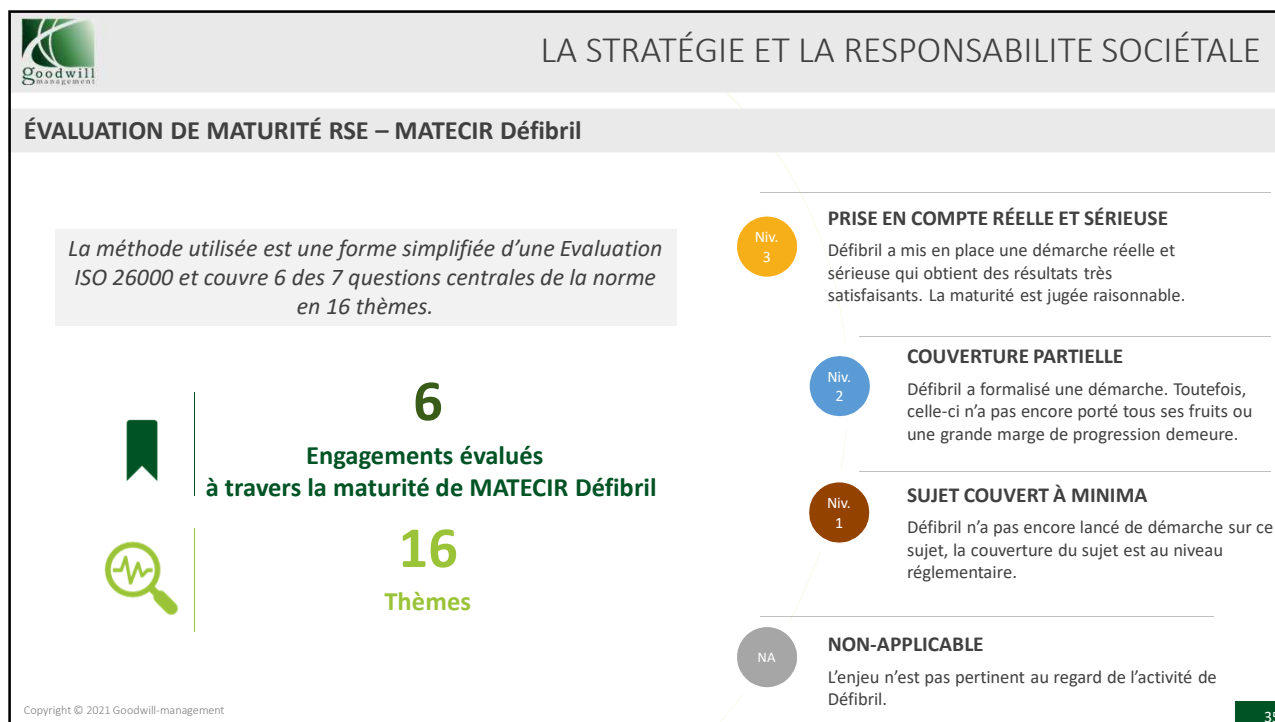 goodwill
management
LA STRATÉGIE ET LA RESPONSABILITE SOCIÉTALE
ÉVALUATION DE MATURITÉ RSE – MATECIR Défibril
La méthode utilisée est une forme simplifiée d’une Evaluation
ISO 26000 et couvre 6 des 7 questions centrales de la norme
en 16 thèmes.
6
Engagements évalués
à travers la maturité de MATECIR Défibril
16
Thèmes
Niv.
3
PRISE EN COMPTE RÉELLE ET SÉRIEUSE
Défibril a mis en place une démarche réelle et
sérieuse qui obtient des résultats très
satisfaisants. La maturité est jugée raisonnable.
Niv.
2
COUVERTURE PARTIELLE
Défibril a formalisé une démarche. Toutefois,
celle-ci n’a pas encore porté tous ses fruits ou
une grande marge de progression demeure.
Niv.
1
SUJET COUVERT À MINIMA
Défibril n’a pas encore lancé de démarche sur ce
sujet, la couverture du sujet est au niveau
réglementaire.
NA
NON-APPLICABLE
L’enjeu n’est pas pertinent au regard de l’activité de
Défibril.
Copyright © 2021 Goodwill-management